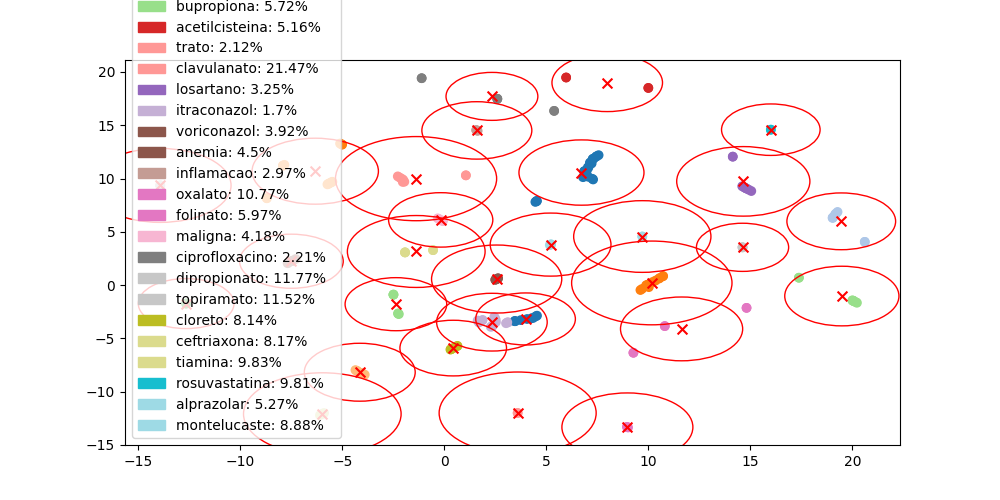 bupropiona: 5.72%
acetilcisteina: 5.16%
trato: 2.12%
clavulanato: 21.47%
losartano: 3.25%
itraconazol: 1.7%
voriconazol: 3.92%
anemia: 4.5%
inflamacao: 2.97%
oxalato: 10.77%
folinato: 5.97%
maligna: 4.18%
ciprofloxacino: 2.21%
dipropionato: 11.77%
topiramato: 11.52%
cloreto: 8.14%
ceftriaxona: 8.17%
tiamina: 9.83%
rosuvastatina: 9.81%
alprazolar: 5.27%
montelucaste: 8.88%
20
15
10
5
0
−5
−10
−15
−15 −10 −5 0 5 10 15 20